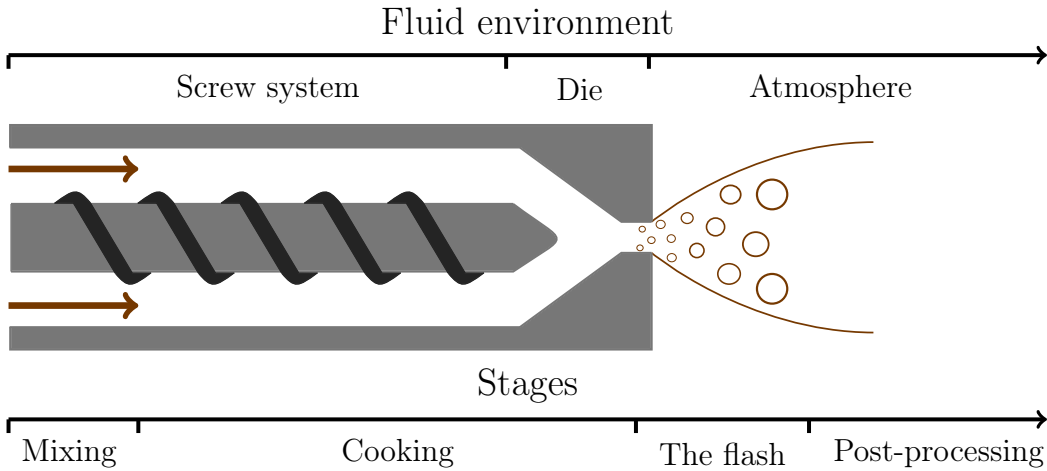 Fluid environment
Screw system
Die
Atmosphere
Stages
Mixing
Cooking
The flash
Post-processing